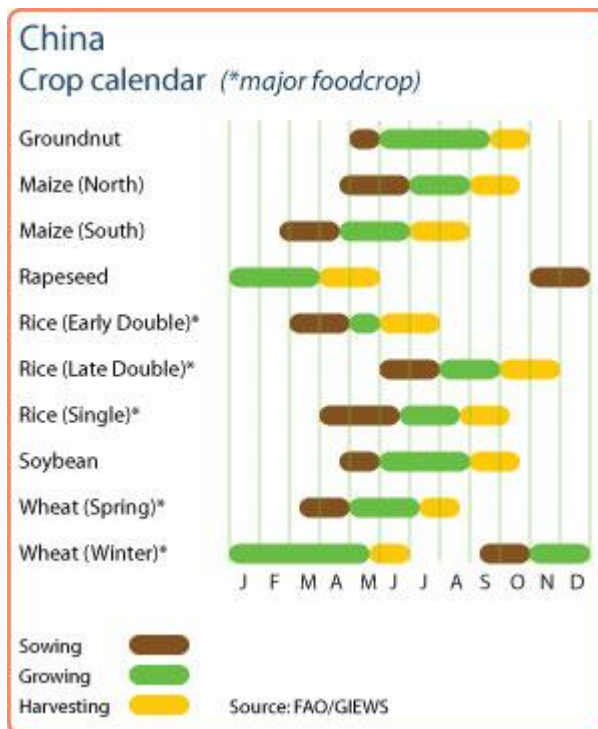 China
Crop calendar (*major foodcrop)
Groundnut
Maize (North)
Maize (South)
Rapeseed
Rice (Early Double)*
Rice (Late Double)*
Rice (Single)*
Soybean
Wheat (Spring)*
Wheat (Winter)*
J F M A M J J A S O N D
Sowing
Growing
Harvesting Source: FAO/GIEWS